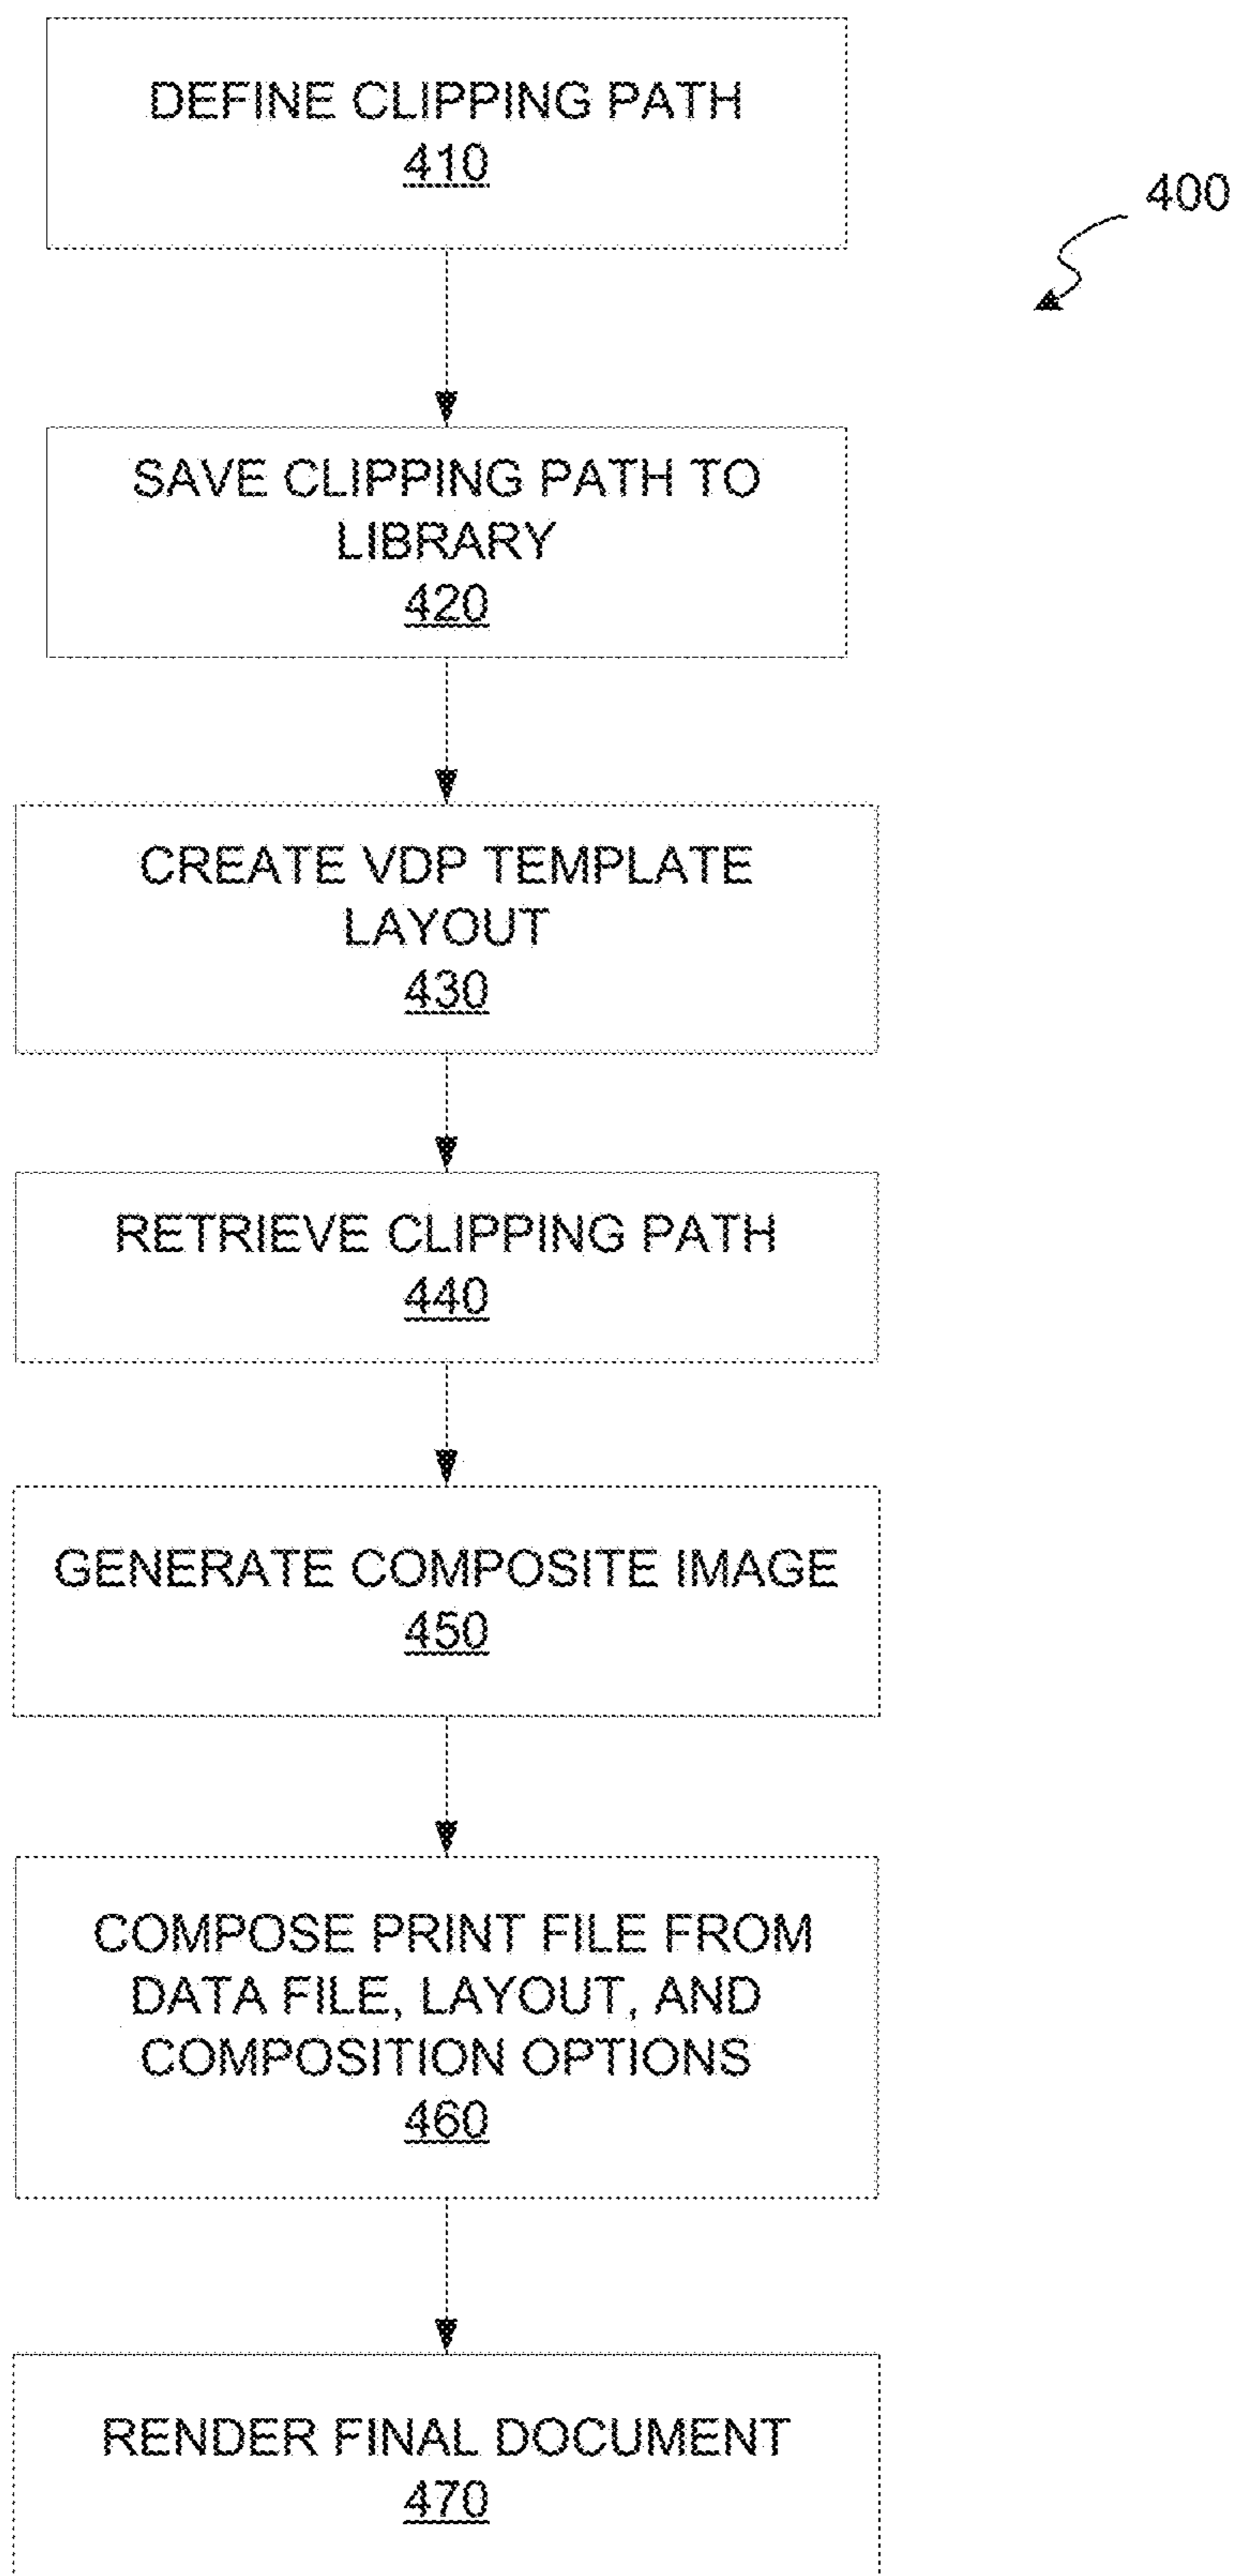 DEFINE CLIPPING PATH
410
400
SAVE CLIPPING PATH TO
LIBRARY
420
CREATE VDP TEMPLATE
LAYOUT
430
RETRIEVE CLIPPING PATH
440
GENERATE COMPOSITE IMAGE
450
COMPOSE PRINT FILE FROM
DATA FILE, LAYOUT, AND
COMPOSITION OPTIONS
460
RENDER FINAL DOCUMENT
470